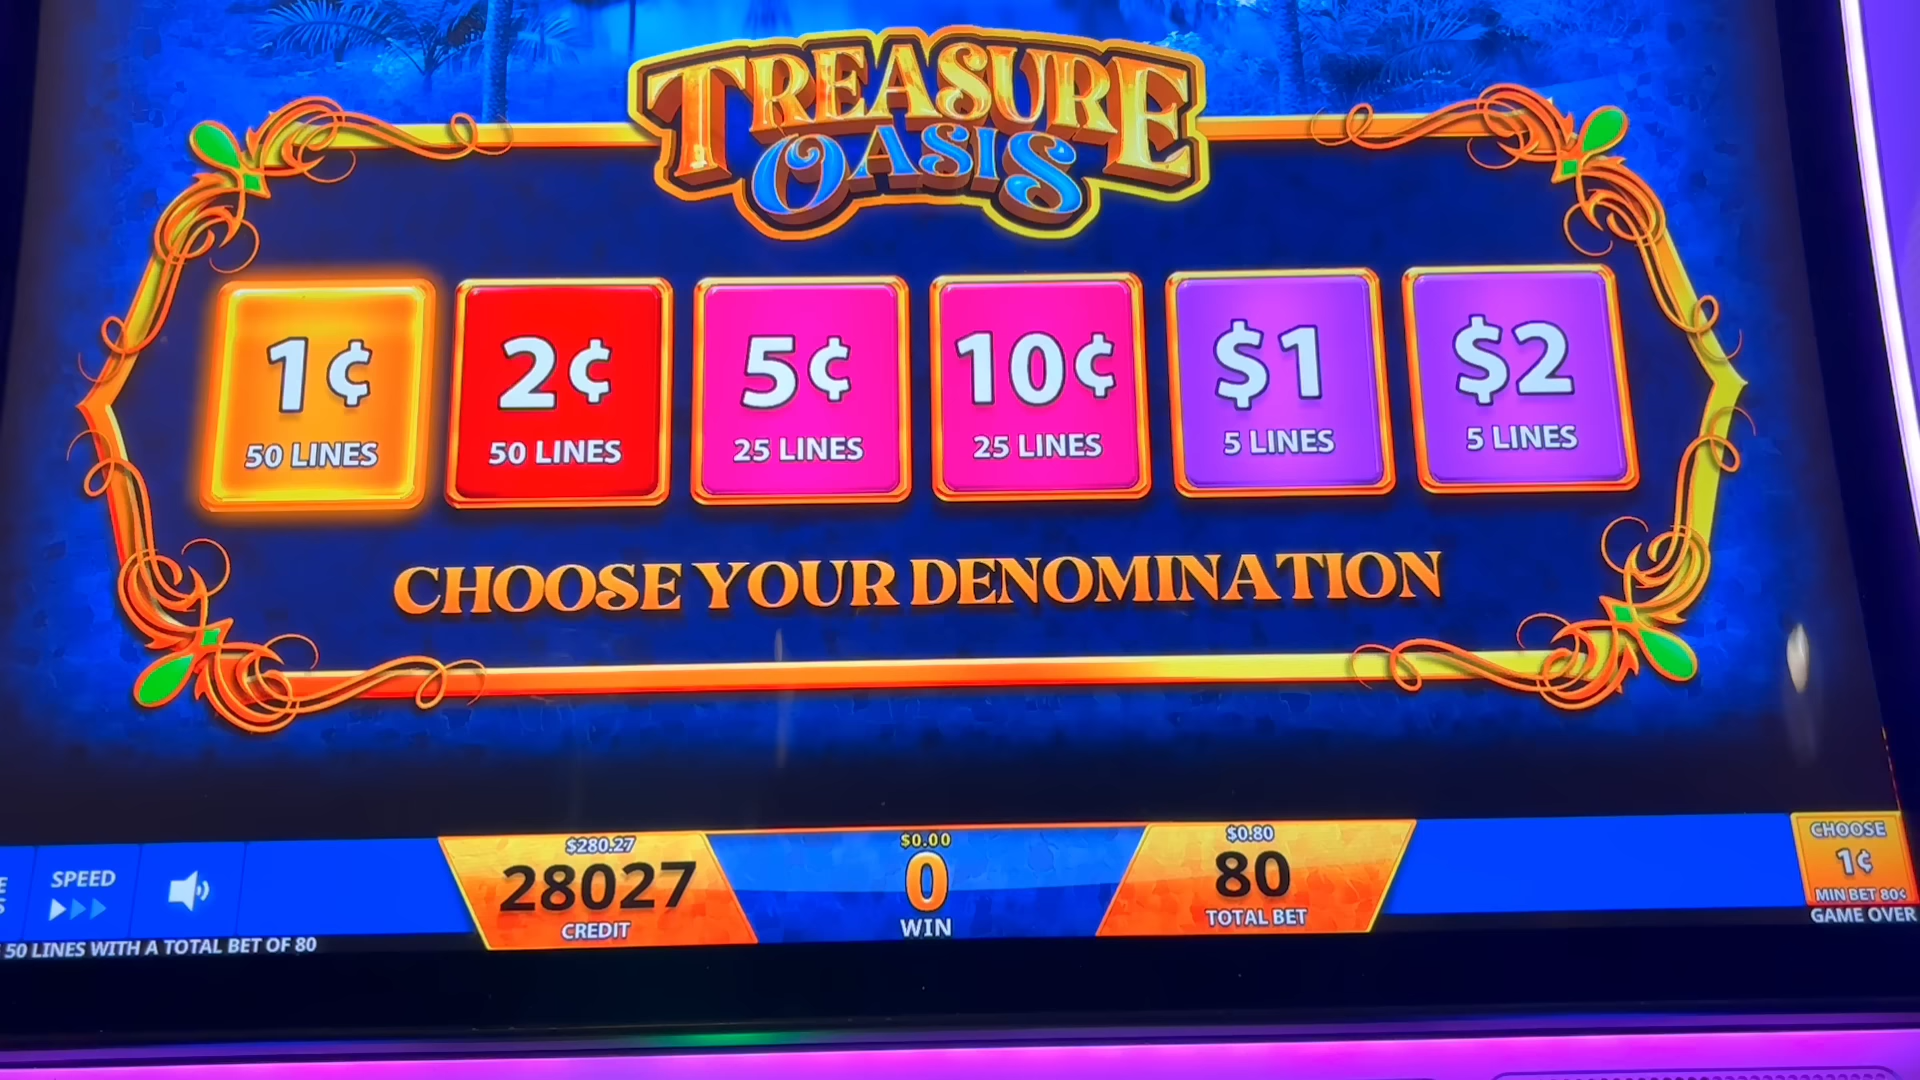 TREASURE
OASIS
1¢
50 LINES
2¢
50 LINES
5¢
25 LINES
10¢
25 LINES
$1
5 LINES
$2
5 LINES
CHOOSE YOUR DENOMINATION
SPEED
$280.27
28027
CREDIT
$0.00
0
WIN
$0.80
80
TOTAL BET
CHOOSE
1¢
MIN BET 80¢
GAME OVER
50 LINES WITH A TOTAL BET OF 80